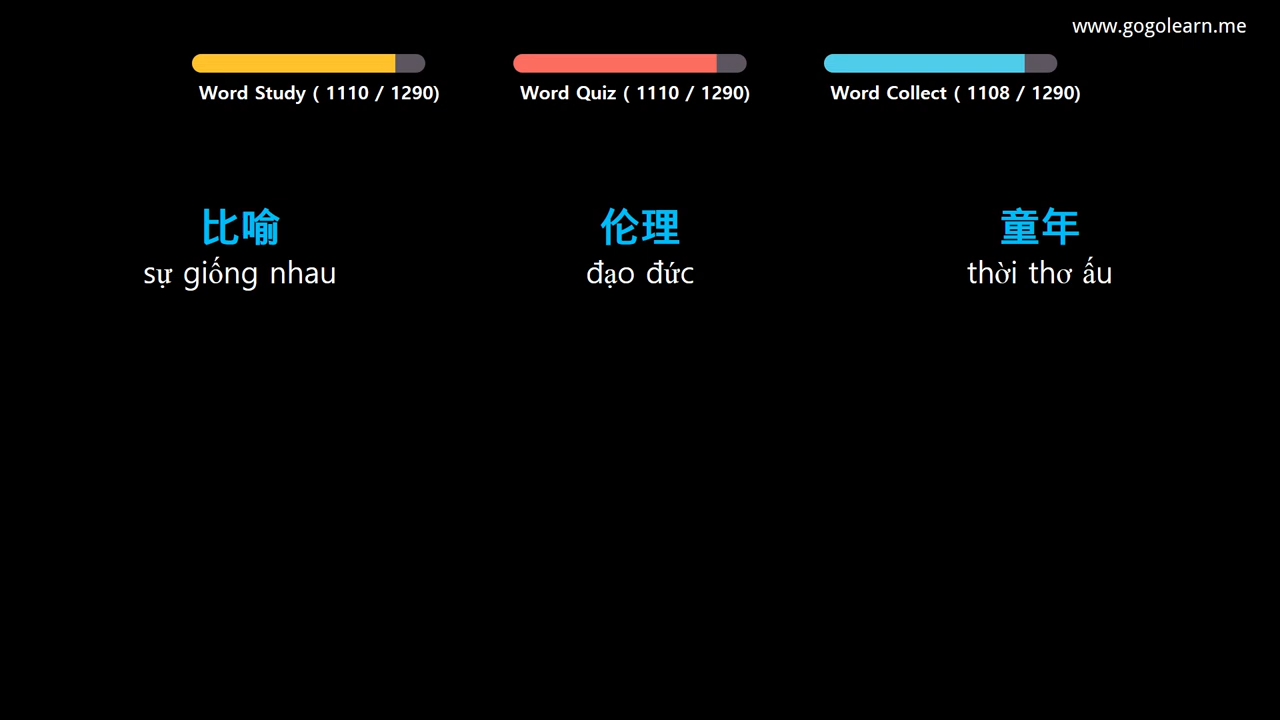 www.gogolearn.me
Word Study ( 1110 / 1290)
Word Quiz ( 1110 / 1290)
Word Collect ( 1108 / 1290)
比喻
sự giống nhau
伦理
đạo đức
童年
thời thơ ấu